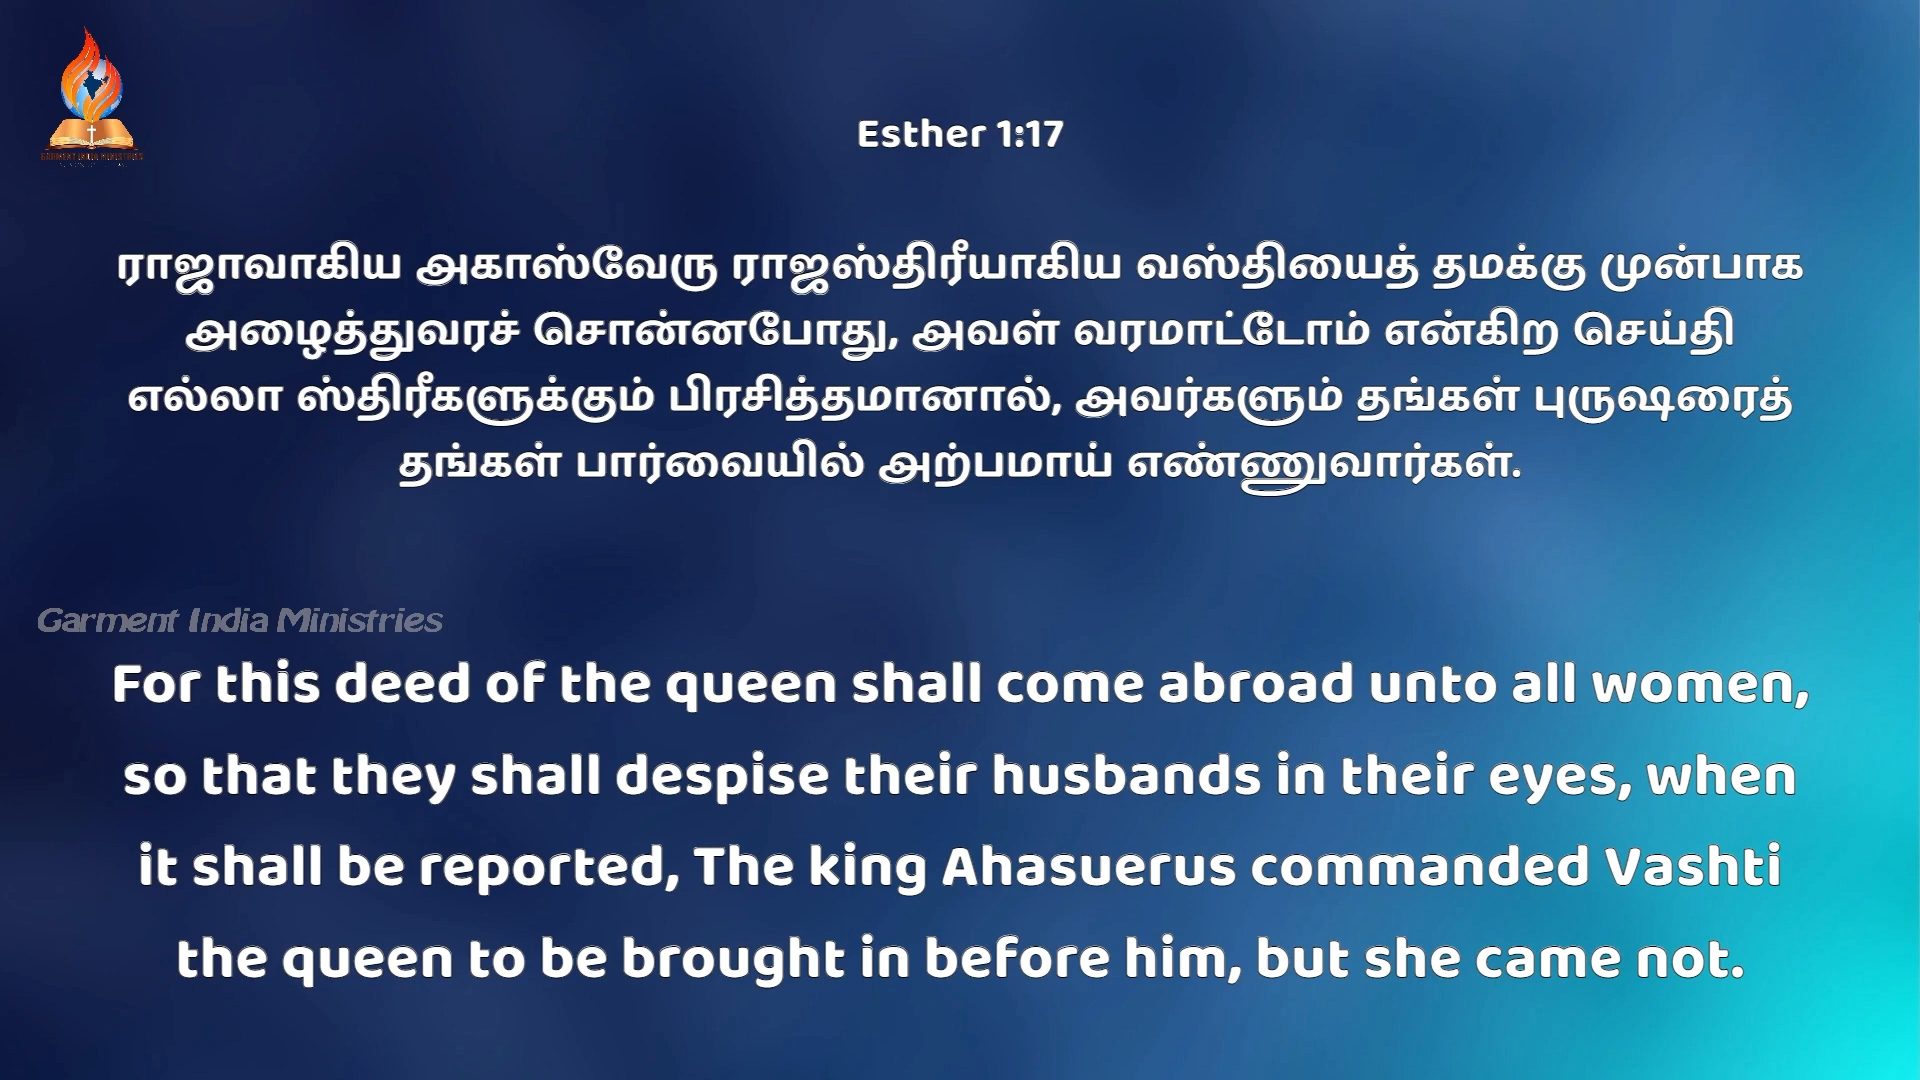 GARMENT INDIA MINISTRIES
Esther 1:17
ராஜாவாகிய அகாஸ்வேரு ராஜஸ்திரீயாகிய வஸ்தியைத் தமக்கு முன்பாக
அழைத்துவரச் சொன்னபோது, அவள் வரமாட்டோம் என்கிற செய்தி
எல்லா ஸ்திரீகளுக்கும் பிரசித்தமானால், அவர்களும் தங்கள் புருஷரைத்
தங்கள் பார்வையில் அற்பமாய் எண்ணுவார்கள்.
Garment India Ministries
For this deed of the queen shall come abroad unto all women,
so that they shall despise their husbands in their eyes, when
it shall be reported, The king Ahasuerus commanded Vashti
the queen to be brought in before him, but she came not.